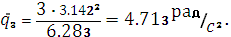 q̈₃ = (3 · 3.142²)/(6.283) = 4.713 рад/с².